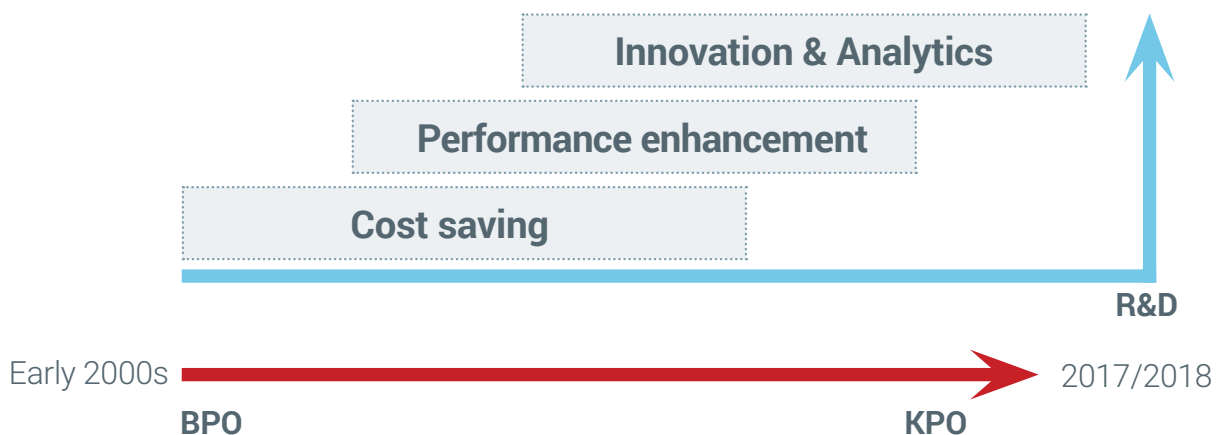 Innovation & Analytics
Performance enhancement
Cost saving
R&D
Early 2000s
2017/2018
BPO
KPO